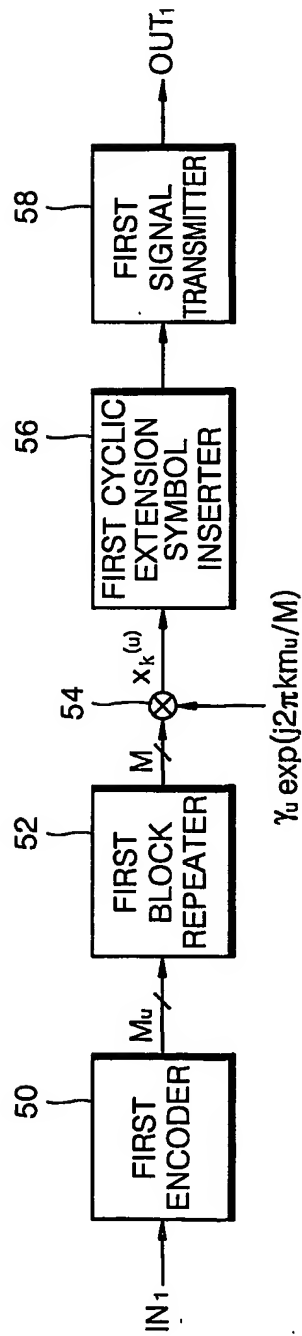 IN₁
50
FIRST
ENCODER
Mᵤ
52
FIRST
BLOCK
REPEATER
M
54
γᵤ exp(j2πkmᵤ/M)
xₖ⁽ᵘ⁾
56
FIRST CYCLIC
EXTENSION
SYMBOL
INSERTER
58
FIRST
SIGNAL
TRANSMITTER
OUT₁